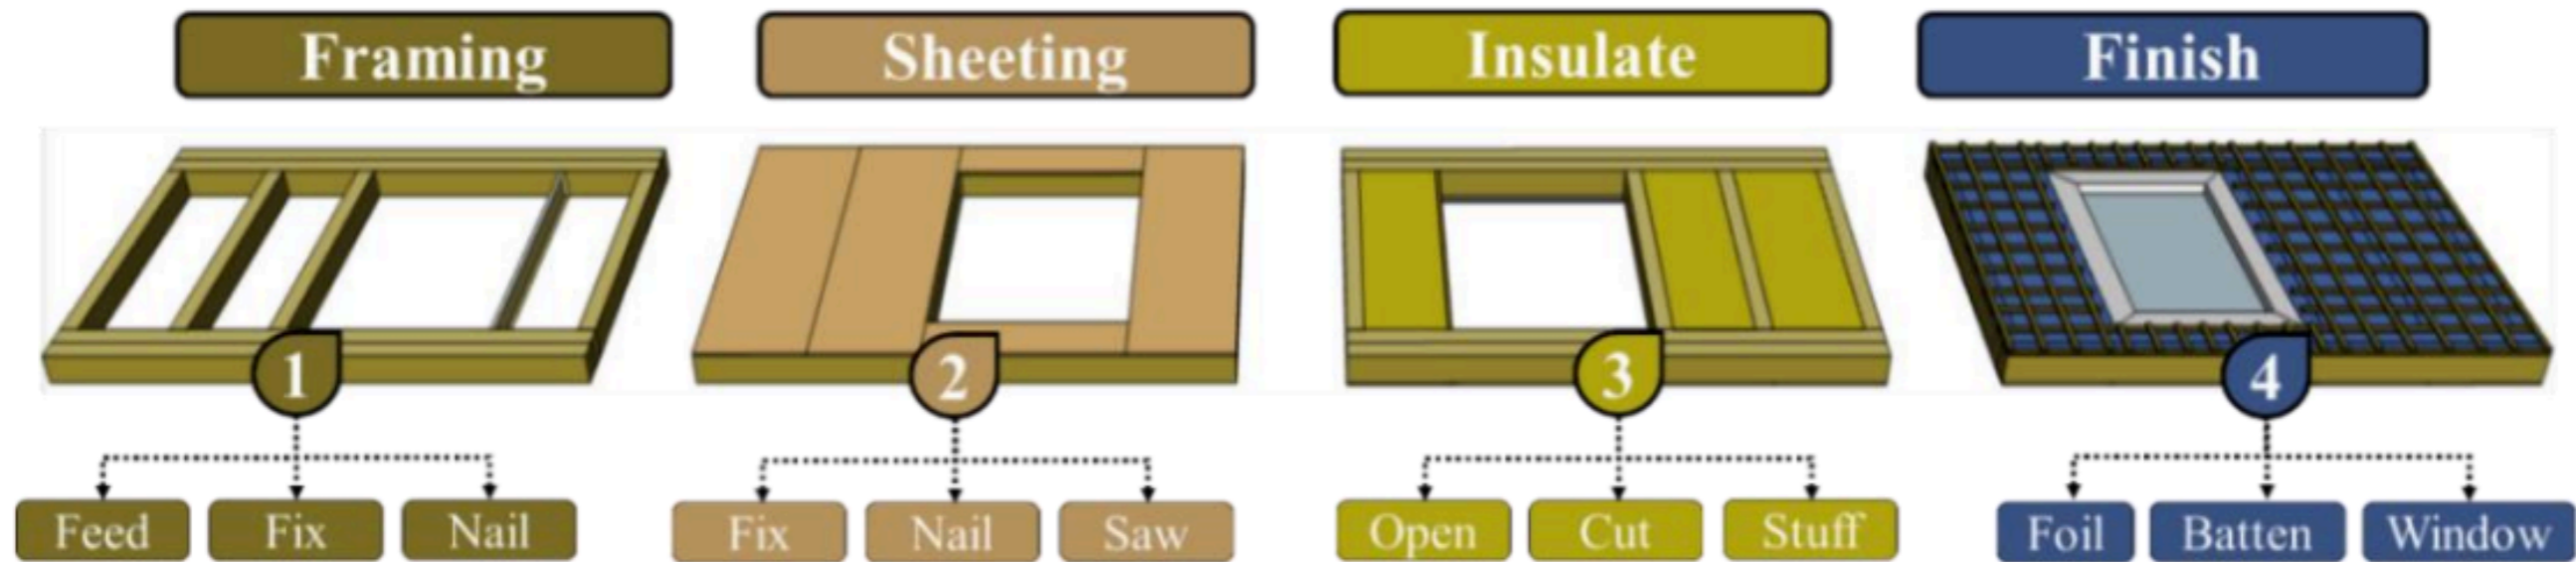 Framing
Sheeting
Insulate
Finish
1
2
3
4
Feed
Fix
Nail
Fix
Nail
Saw
Open
Cut
Stuff
Foil
Batten
Window